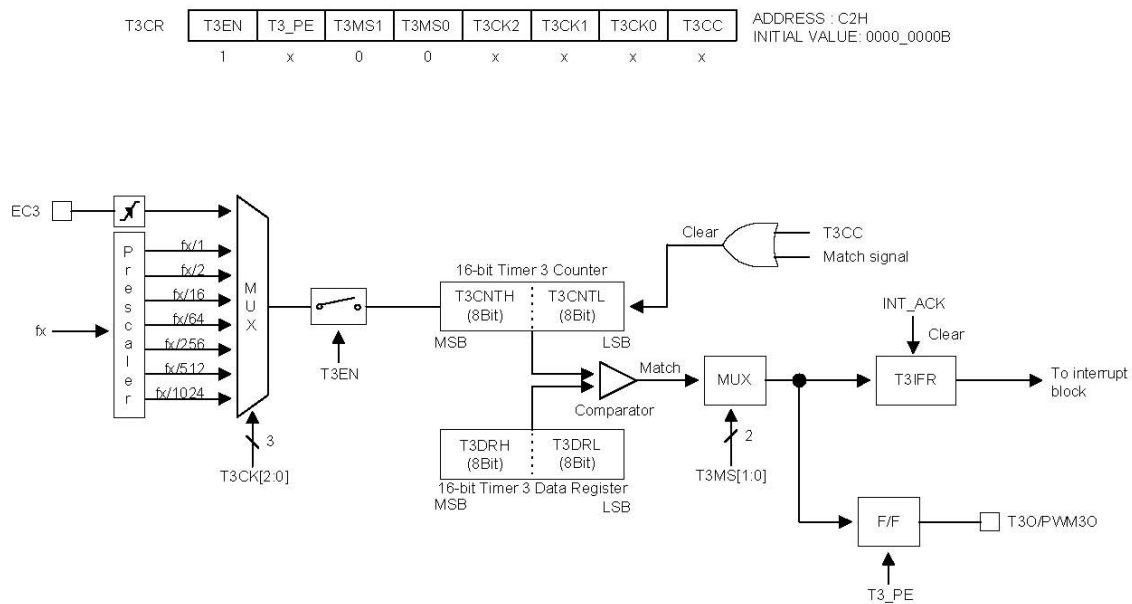 T3CR T3EN T3_PE T3MS1 T3MS0 T3CK2 T3CK1 T3CK0 T3CC ADDRESS : C2H
INITIAL VALUE: 0000_0000B
1 x 0 0 x x x x
EC3
Prescaler
fx
fx/1
fx/2
fx/16
fx/64
fx/256
fx/512
fx/1024
MUX
3
T3CK[2:0]
T3EN
16-bit Timer 3 Counter
T3CNTH
(8Bit)
T3CNTL
(8Bit)
MSB
LSB
Clear
T3CC
Match signal
Match
Comparator
T3DRH
(8Bit)
T3DRL
(8Bit)
16-bit Timer 3 Data Register
MSB
LSB
MUX
2
T3MS[1:0]
INT_ACK
Clear
T3IFR
To interrupt
block
F/F
T3O/PWM3O
T3_PE